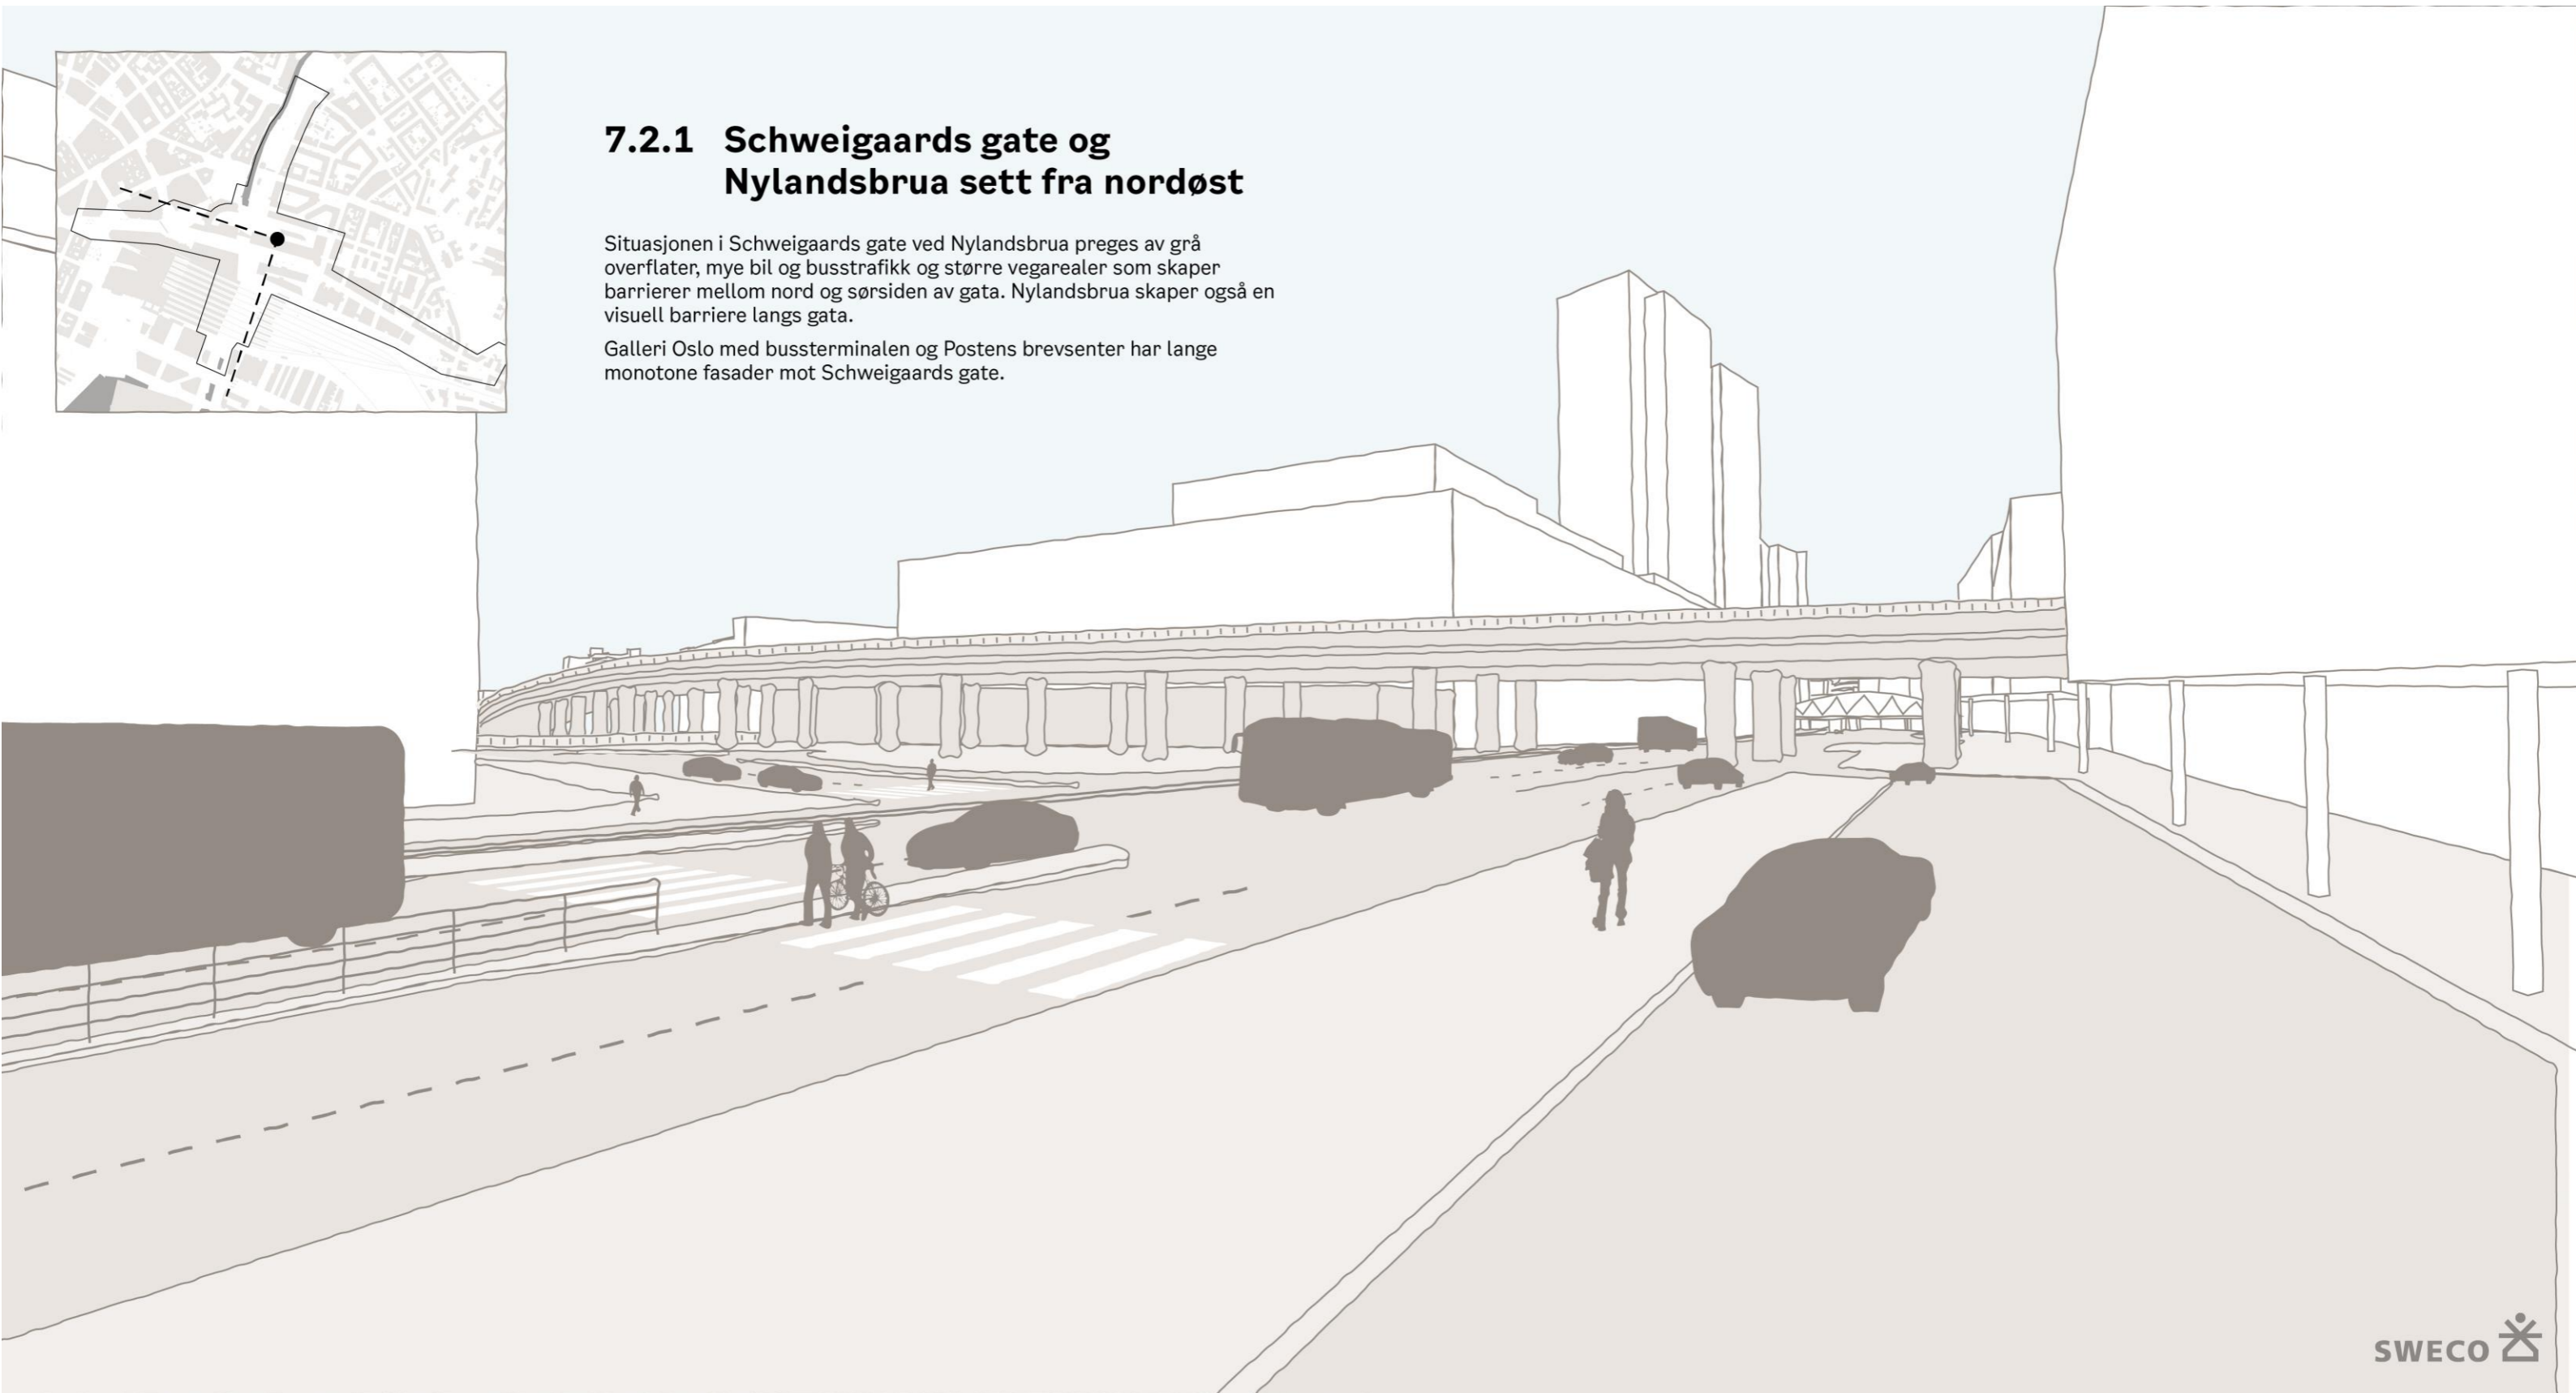 7.2.1 Schweigaards gate og
Nylandsbrua sett fra nordøst
Situasjonen i Schweigaards gate ved Nylandsbrua preges av grå
overflater, mye bil og busstrafikk og større vegarealer som skaper
barrierer mellom nord og sørsiden av gata. Nylandsbrua skaper også en
visuell barriere langs gata.
Galleri Oslo med bussterminalen og Postens brevsenter har lange
monotone fasader mot Schweigaards gate.
SWECO